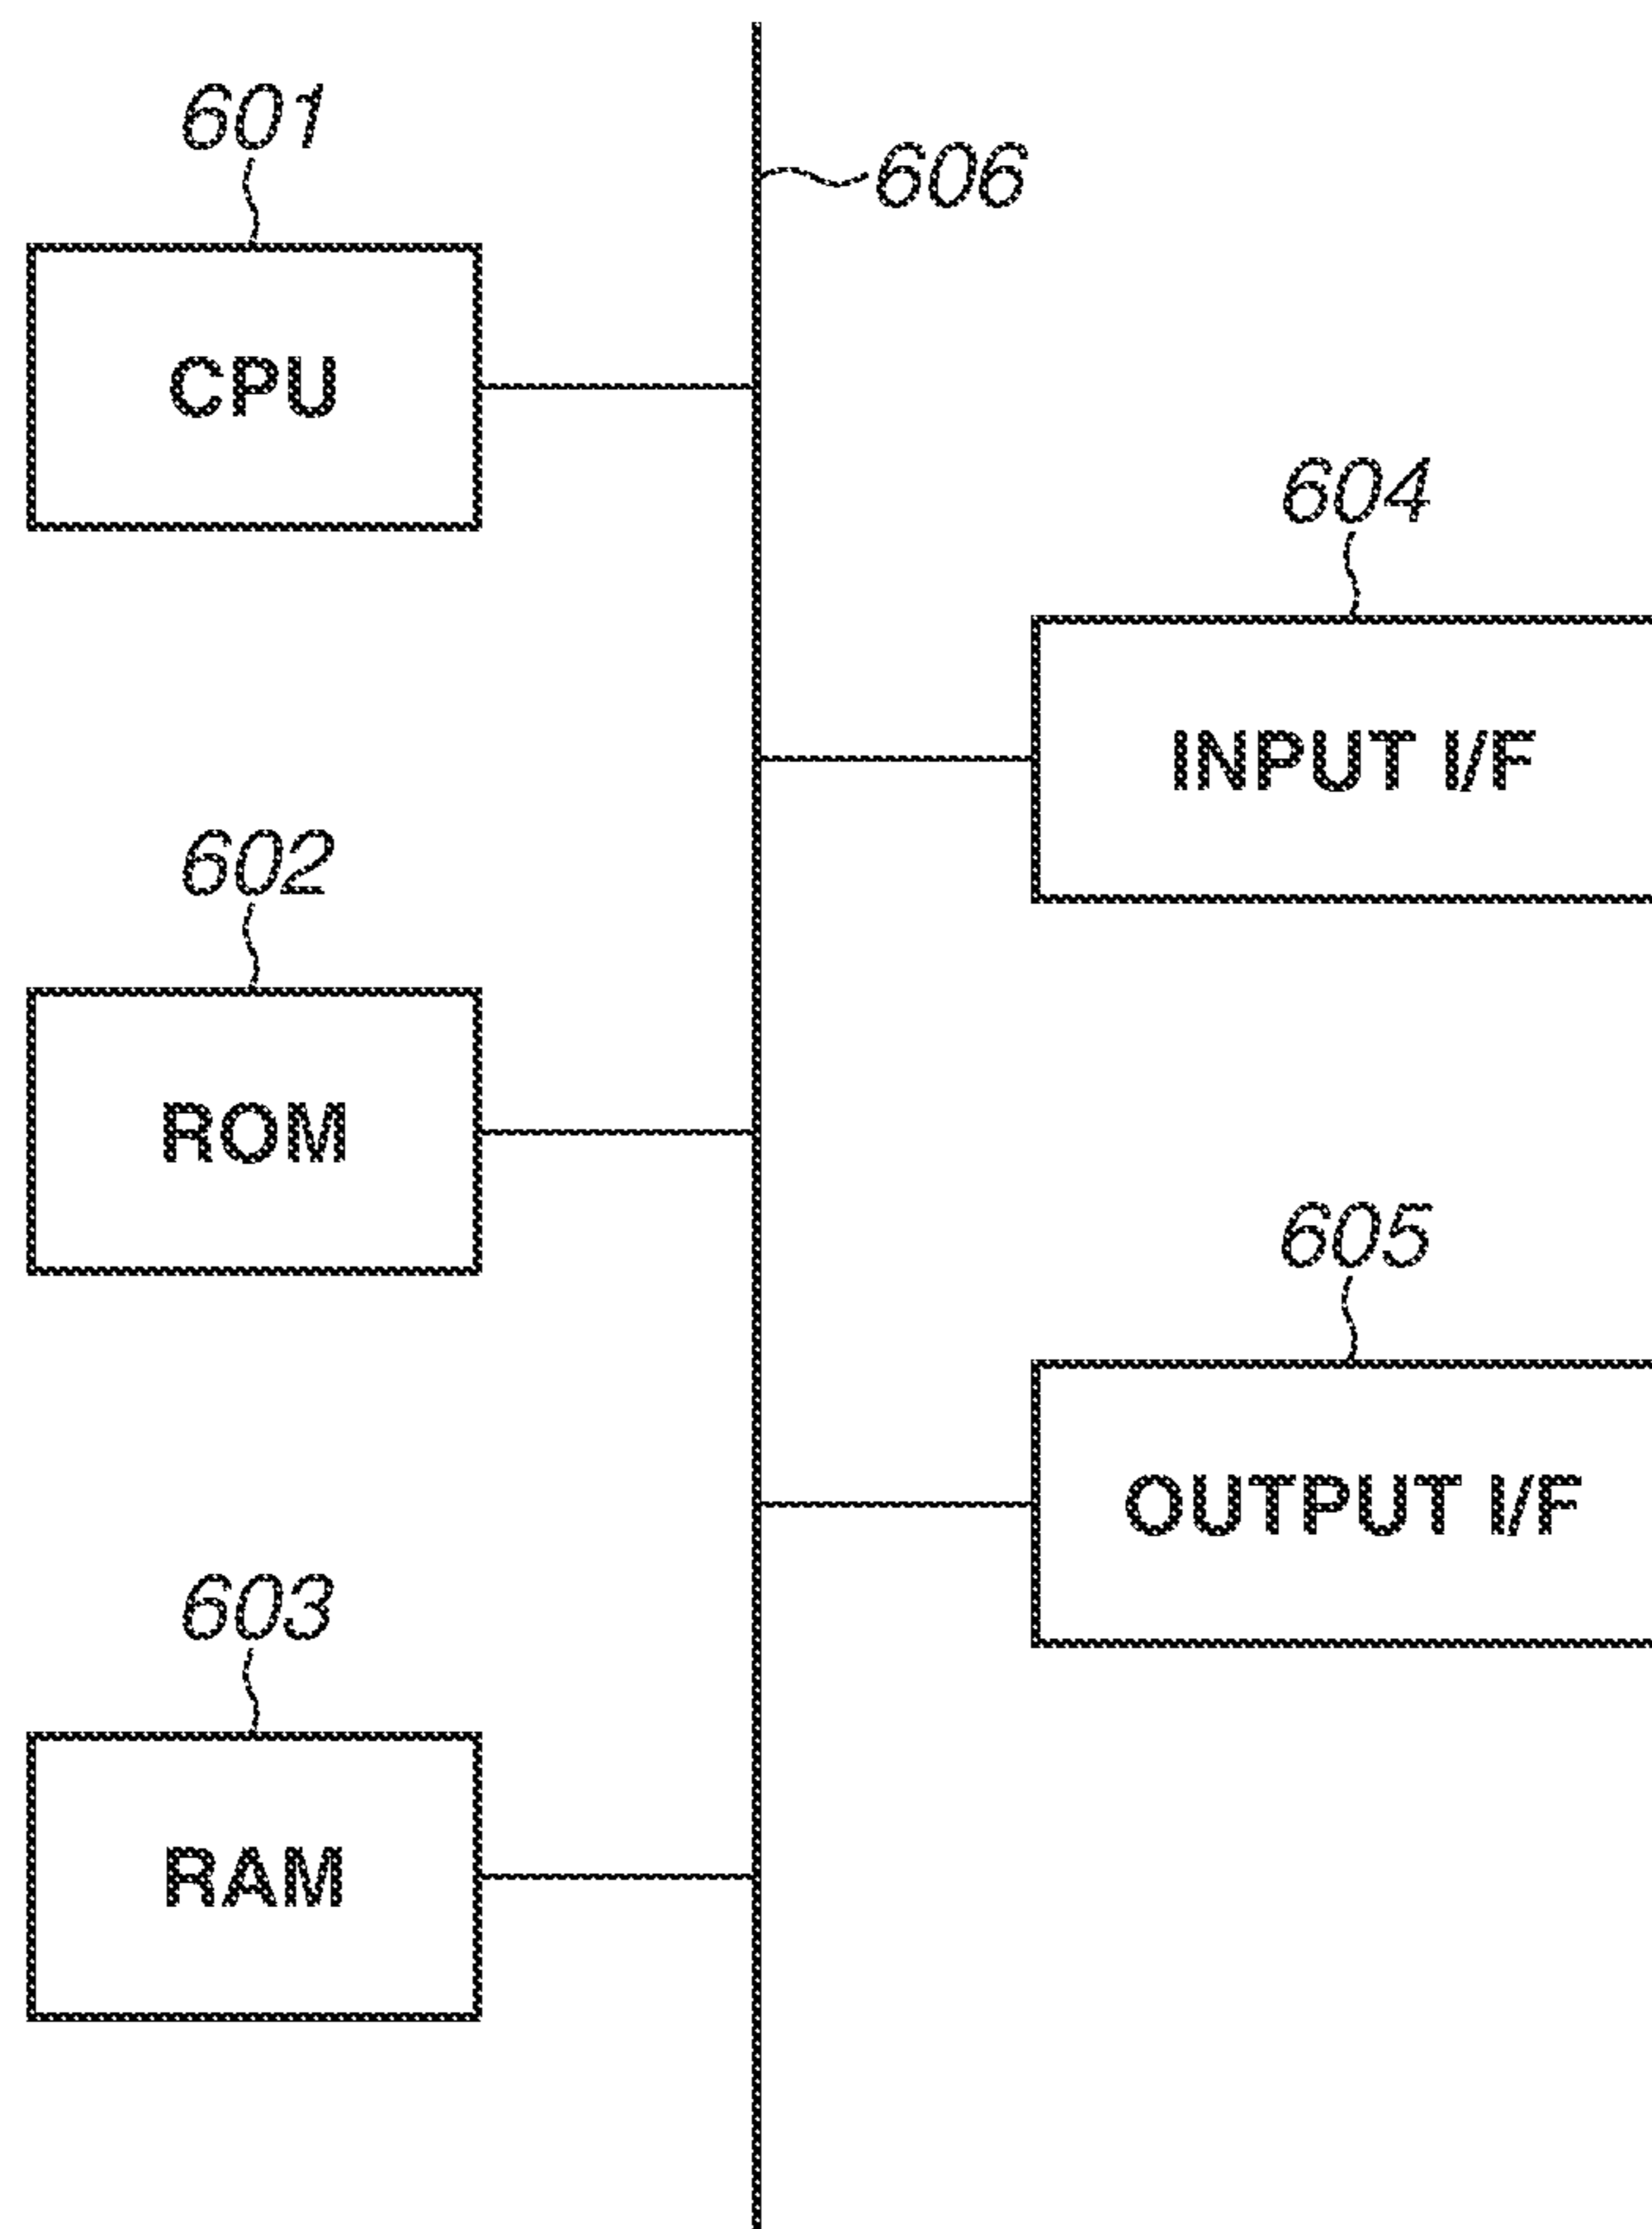 601
606
CPU
604
INPUT I/F
602
ROM
605
OUTPUT I/F
603
RAM